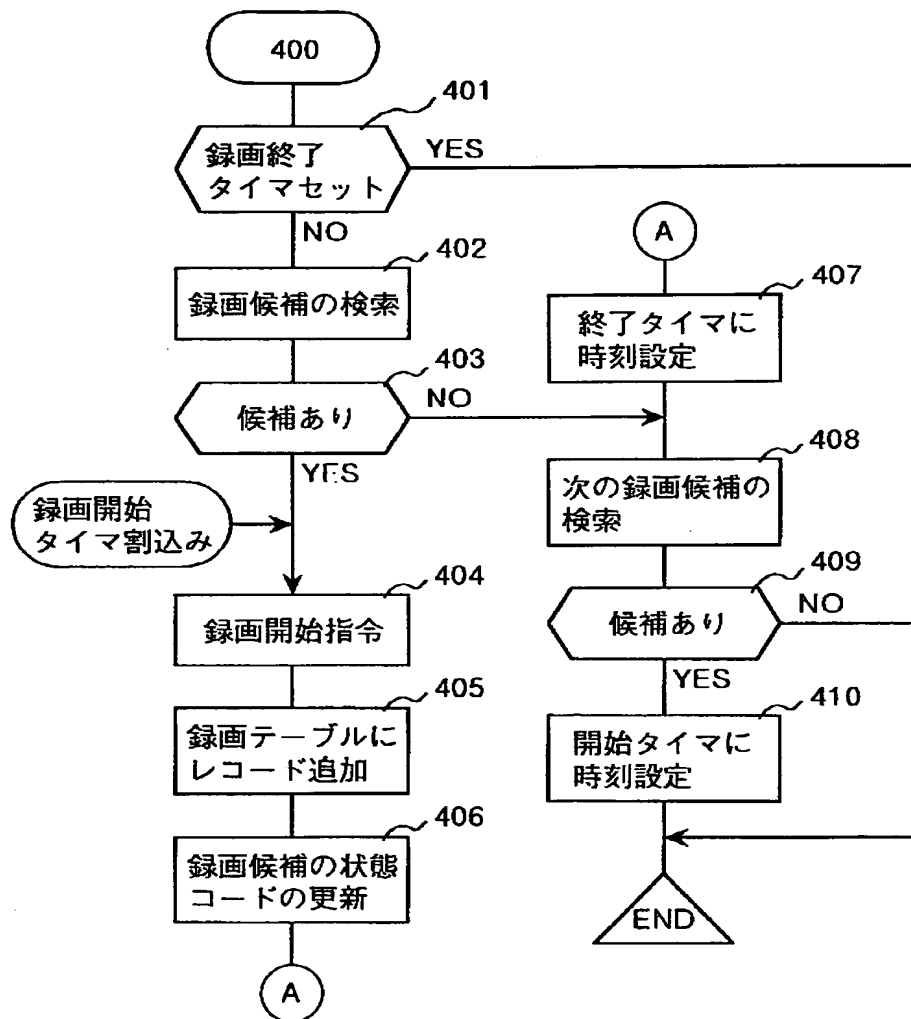 400
401
録画終了
タイマセット
YES
NO
402
録画候補の検索
403
候補あり
NO
YES
録画開始
タイマ割込み
404
録画開始指令
405
録画テーブルに
レコード追加
406
録画候補の状態
コードの更新
A
A
407
終了タイマに
時刻設定
408
次の録画候補の
検索
409
候補あり
NO
YES
410
開始タイマに
時刻設定
END